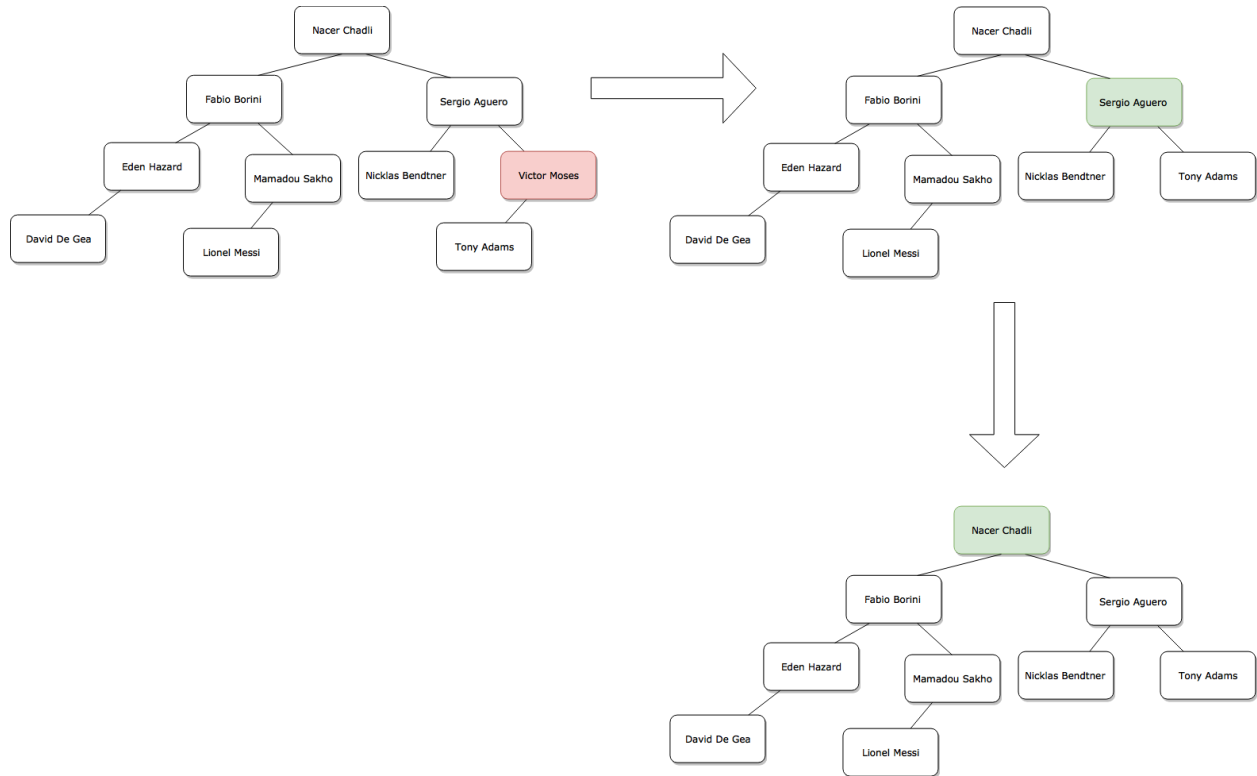 Nacer Chadli
Fabio Borini
Sergio Aguero
Eden Hazard
Mamadou Sakho
Nicklas Bendtner
Victor Moses
David De Gea
Lionel Messi
Tony Adams
Nacer Chadli
Fabio Borini
Sergio Aguero
Eden Hazard
Mamadou Sakho
Nicklas Bendtner
Tony Adams
David De Gea
Lionel Messi
Nacer Chadli
Fabio Borini
Sergio Aguero
Eden Hazard
Mamadou Sakho
Nicklas Bendtner
Tony Adams
David De Gea
Lionel Messi